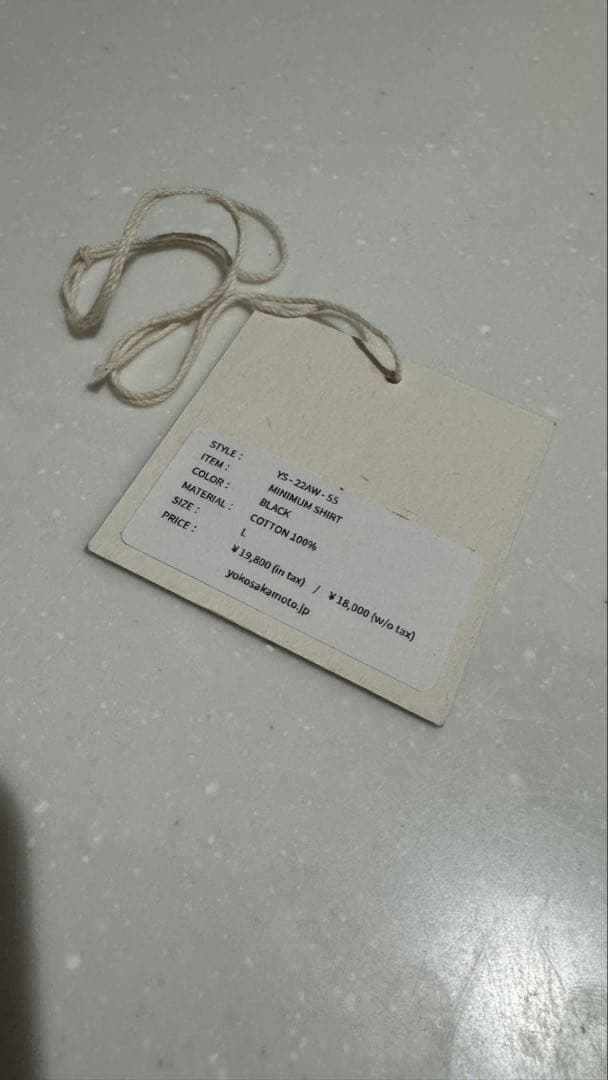 STYLE : YS - 22AW - 55
ITEM : MINIMUM SHIRT
COLOR : BLACK
MATERIAL : COTTON 100%
SIZE : L
PRICE : ¥19,800 (in tax) / ¥18,000 (w/o tax)
yokosakamoto.jp